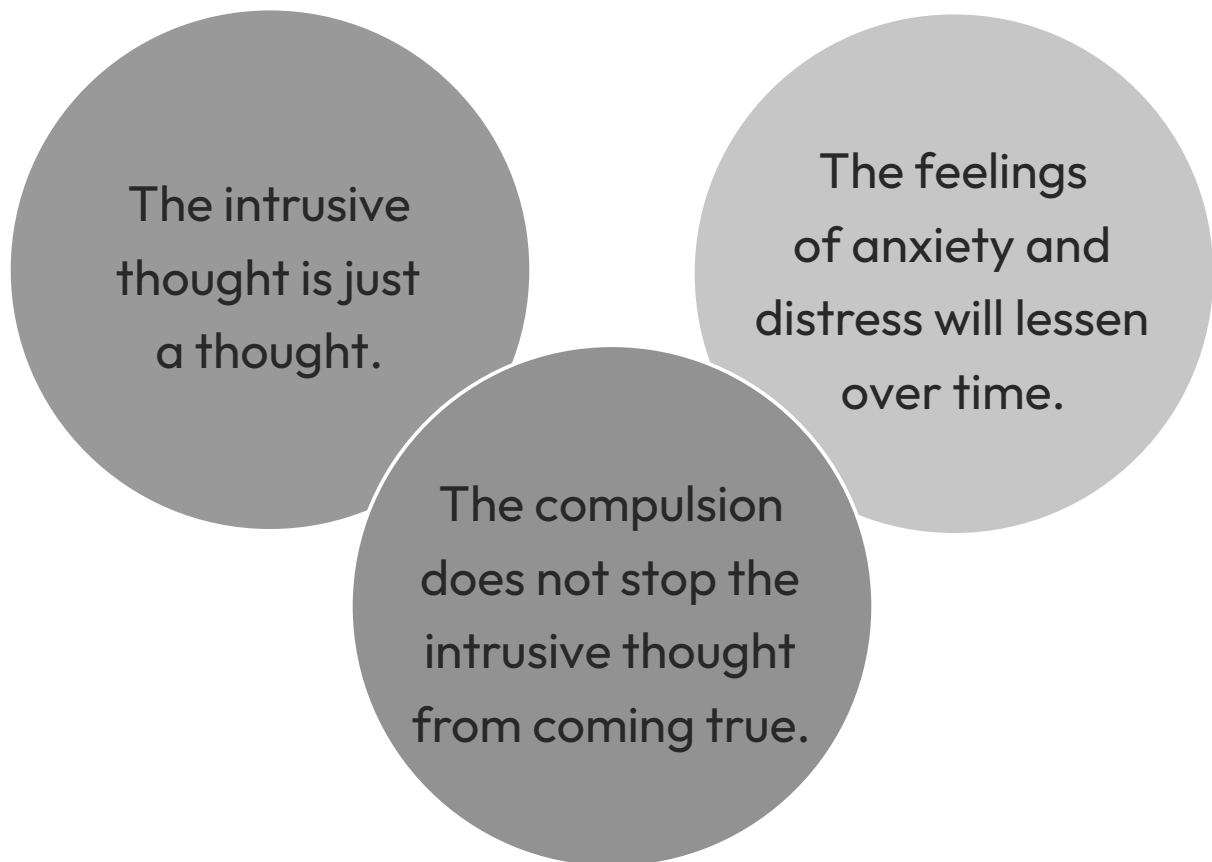 The intrusive
thought is just
a thought.
The feelings
of anxiety and
distress will lessen
over time.
The compulsion
does not stop the
intrusive thought
from coming true.